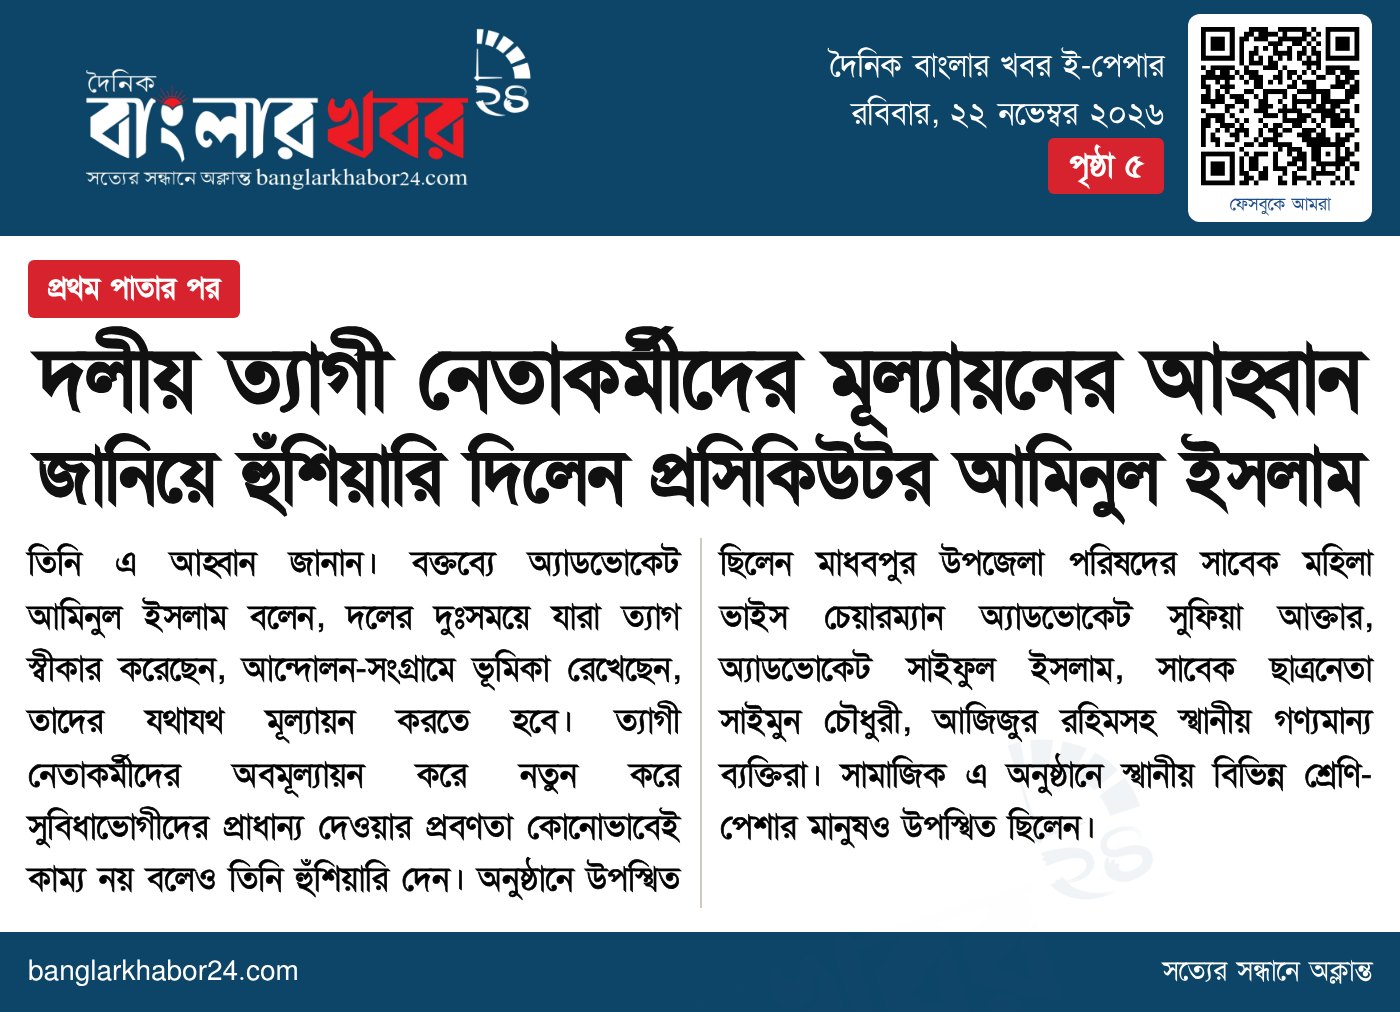 দৈনিক
বাংলার খবর
২৪
সত্যের সন্ধানে অক্লান্ত banglarkhabor24.com
দৈনিক বাংলার খবর ই-পেপার
রবিবার, ২২ নভেম্বর ২০২৬
পৃষ্ঠা ৫
ফেসবুকে আমরা
প্রথম পাতার পর
দলীয় ত্যাগী নেতাকর্মীদের মূল্যায়নের আহ্বান
জানিয়ে হুঁশিয়ারি দিলেন প্রসিকিউটর আমিনুল ইসলাম
তিনি এ আহ্বান জানান। বক্তব্যে অ্যাডভোকেট
আমিনুল ইসলাম বলেন, দলের দুঃসময়ে যারা ত্যাগ
স্বীকার করেছেন, আন্দোলন-সংগ্রামে ভূমিকা রেখেছেন,
তাদের যথাযথ মূল্যায়ন করতে হবে। ত্যাগী
নেতাকর্মীদের অবমূল্যায়ন করে নতুন করে
সুবিধাভোগীদের প্রাধান্য দেওয়ার প্রবণতা কোনোভাবেই
কাম্য নয় বলেও তিনি হুঁশিয়ারি দেন। অনুষ্ঠানে উপস্থিত
ছিলেন মাধবপুর উপজেলা পরিষদের সাবেক মহিলা
ভাইস চেয়ারম্যান অ্যাডভোকেট সুফিয়া আক্তার,
অ্যাডভোকেট সাইফুল ইসলাম, সাবেক ছাত্রনেতা
সাইমুন চৌধুরী, আজিজুর রহিমসহ স্থানীয় গণ্যমান্য
ব্যক্তিরা। সামাজিক এ অনুষ্ঠানে স্থানীয় বিভিন্ন শ্রেণি-
পেশার মানুষও উপস্থিত ছিলেন।
২৪
banglarkhabor24.com
সত্যের সন্ধানে অক্লান্ত